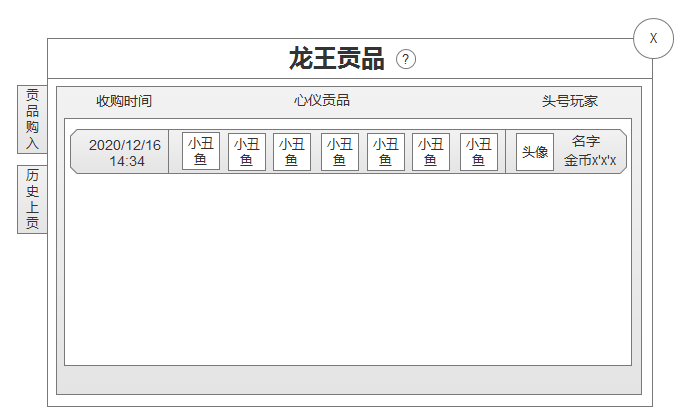 龙王贡品 ?
X
贡品购入
历史上贡
收购时间 心仪贡品 头号玩家
2020/12/16
14:34
小丑鱼 小丑鱼 小丑鱼 小丑鱼 小丑鱼 小丑鱼 小丑鱼
头像
名字
金币x'x'x